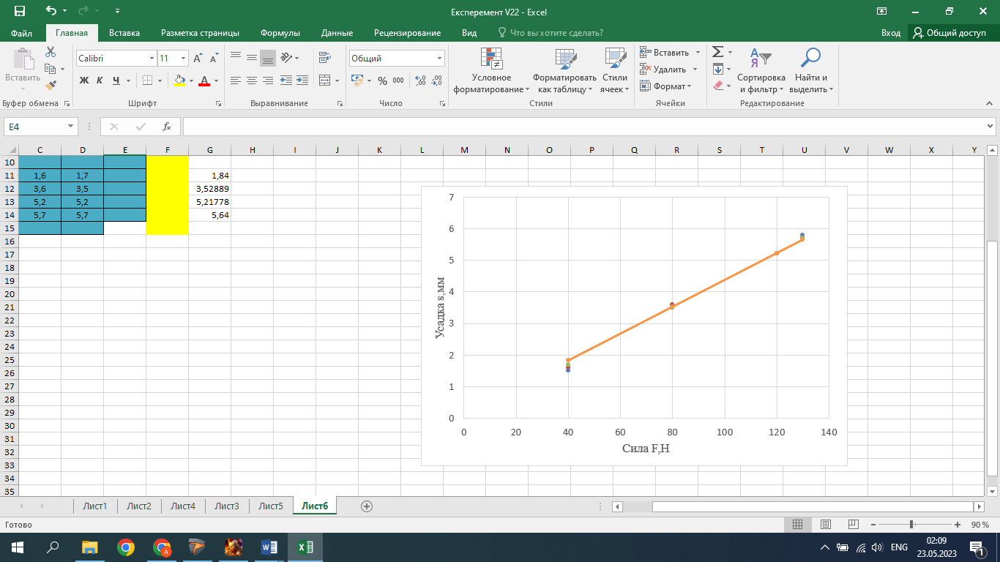 Експеремент V22 - Excel
Файл Главная Вставка Разметка страницы Формулы Данные Рецензирование Вид Что вы хотите сделать? Вход Общий доступ
Вставить
Буфер обмена
Calibri 11
Ж К Ч А
Шрифт
Выравнивание
Общий
% 000
Число
Условное форматирование
Форматировать как таблицу
Стили ячеек
Стили
Вставить
Удалить
Формат
Ячейки
Сортировка и фильтр
Найти и выделить
Редактирование
E4 fx
C D E F G H I J K L M N O P Q R S T U V W X Y
10
11 1,6 1,7 1,84
12 3,6 3,5 3,52889
13 5,2 5,2 5,21778
14 5,7 5,7 5,64
15
16
17
18
19
20
21
22
23
24
25
26
27
28
29
30
31
32
33
34
35
7
6
5
4
3
2
1
0
Усадка s,мм
0 20 40 60 80 100 120 140
Сила F,Н
Лист1 Лист2 Лист4 Лист3 Лист5 Лист6
Готово 90 %
ENG
02:09
23.05.2023
1